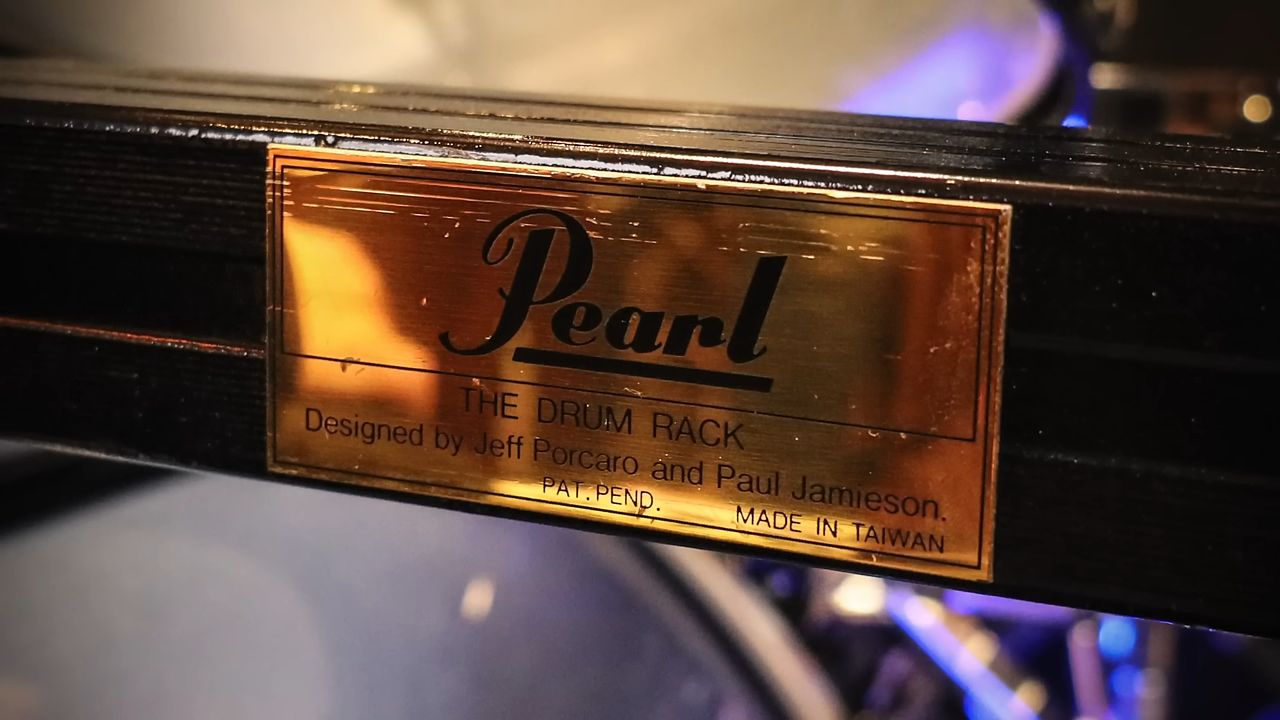 Pearl
THE DRUM RACK
Designed by Jeff Porcaro and Paul Jamieson.
PAT. PEND. MADE IN TAIWAN